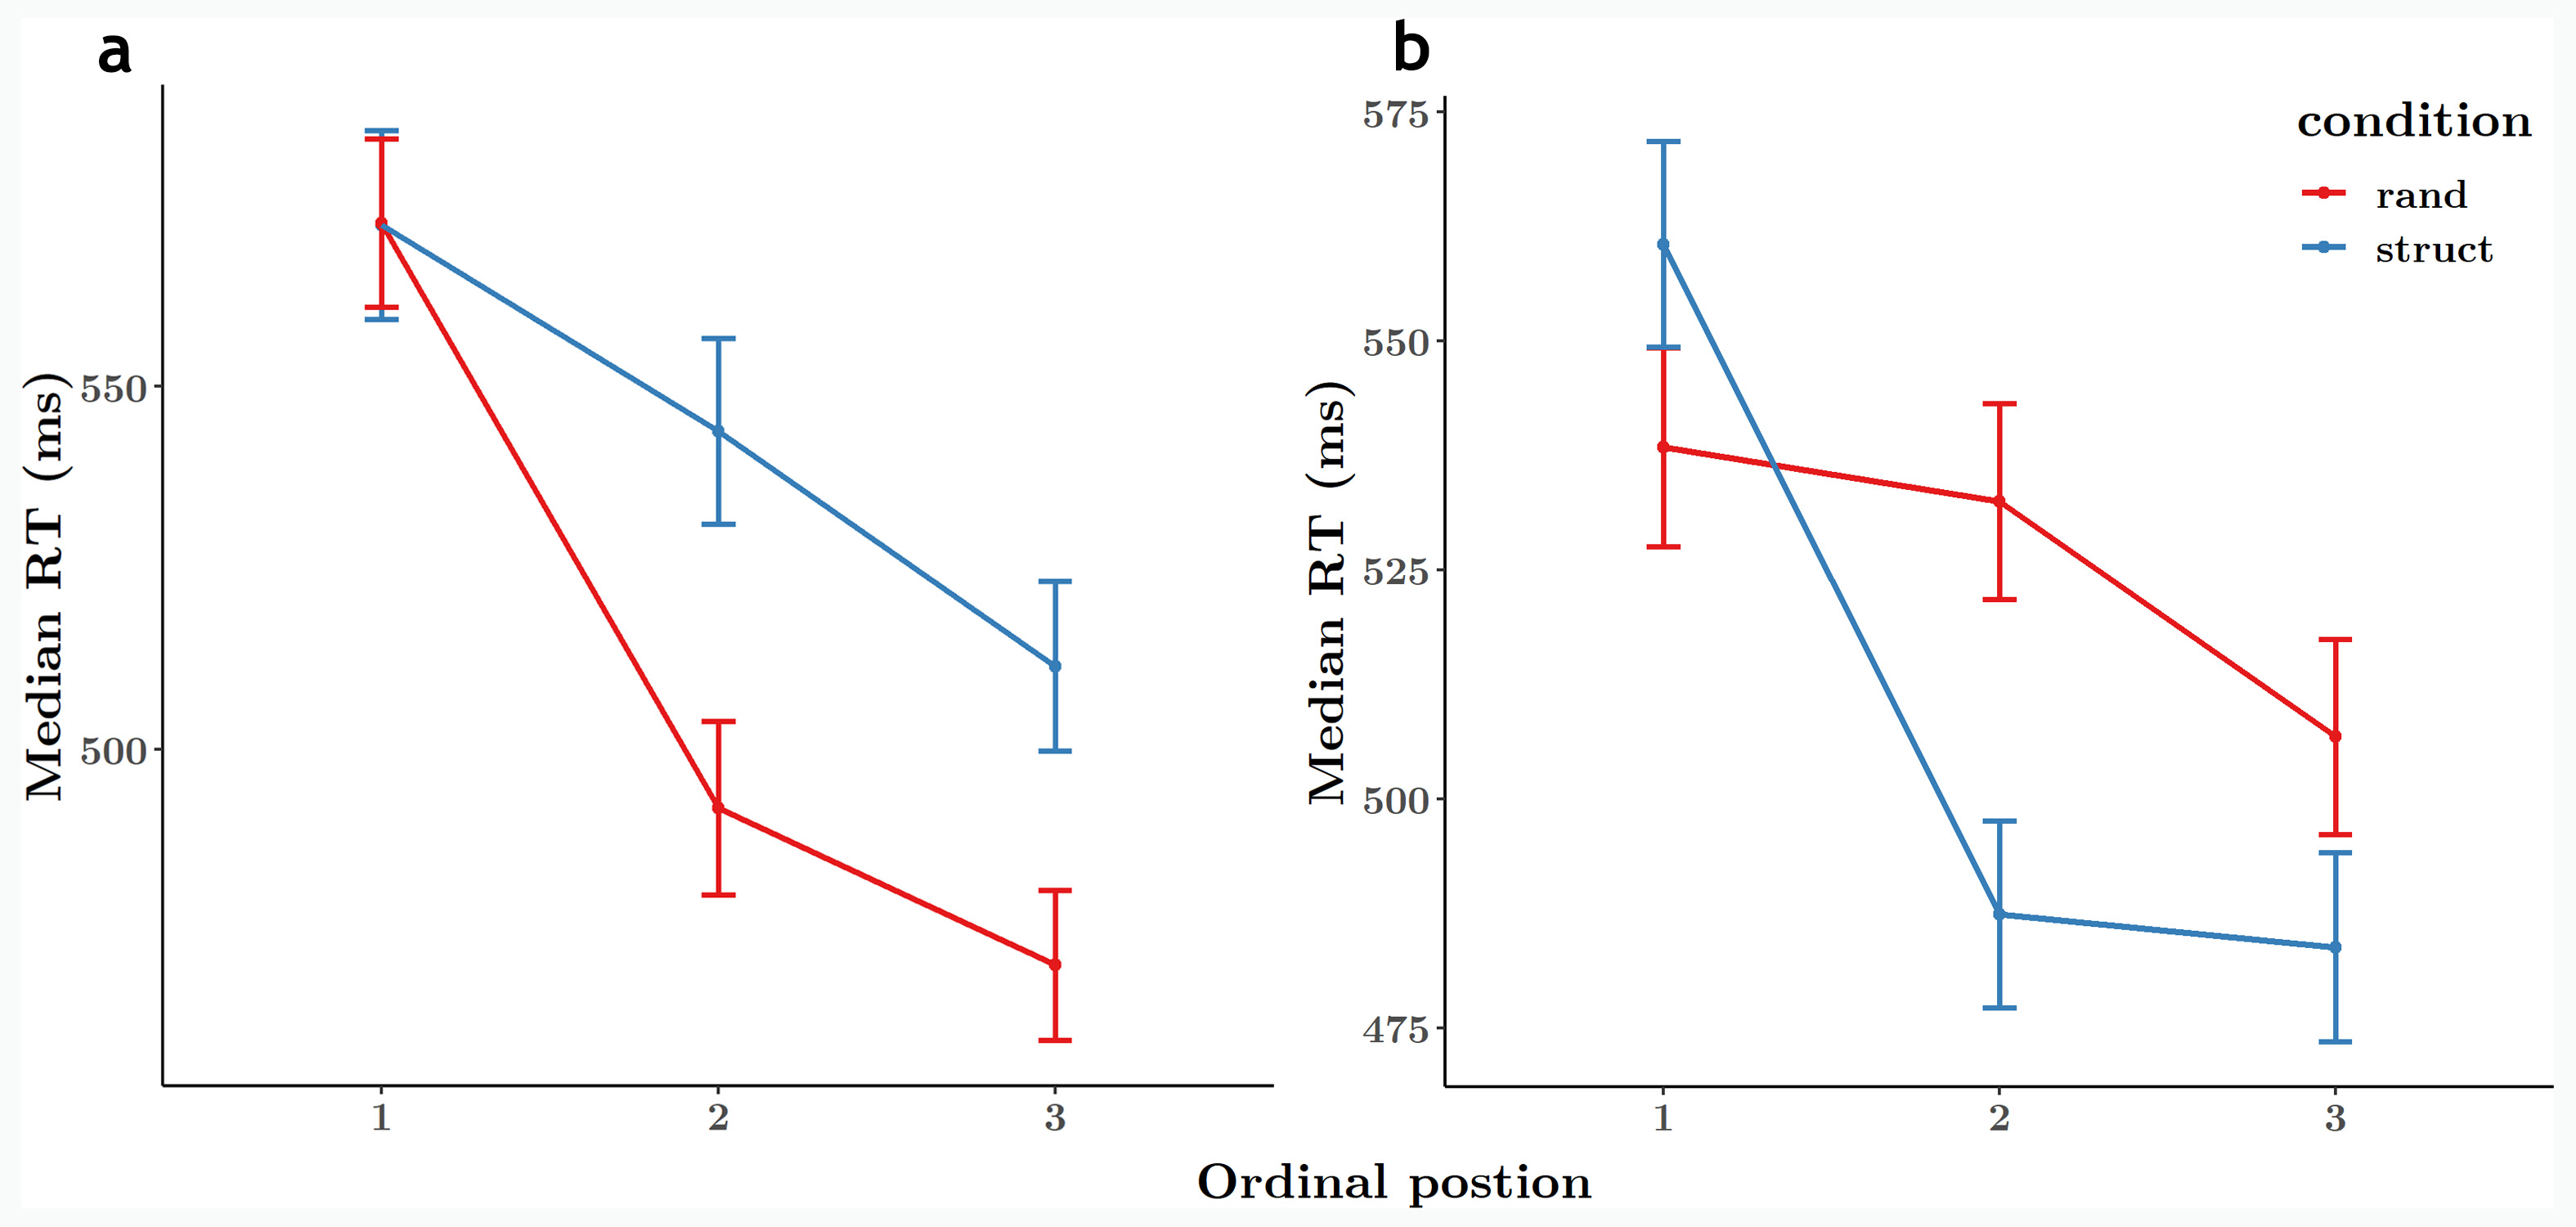 a
Median RT (ms)
550
500
1 2 3
b
Median RT (ms)
575
550
525
500
475
1 2 3
condition
rand
struct
Ordinal postion